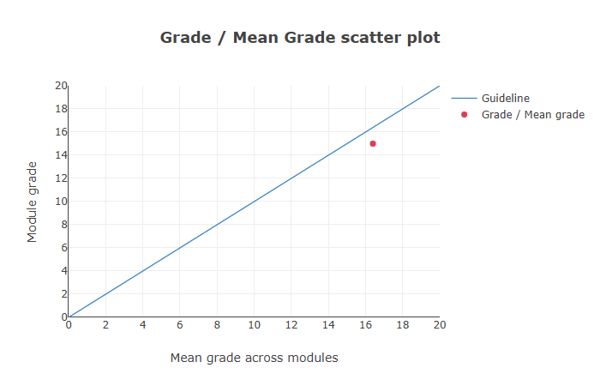 Grade / Mean Grade scatter plot
Guideline
Grade / Mean grade
Module grade
20
18
16
14
12
10
8
6
4
2
0
0 2 4 6 8 10 12 14 16 18 20
Mean grade across modules